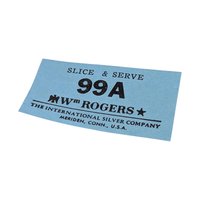 SLICE & SERVE
99A
Wm ROGERS
THE INTERNATIONAL SILVER COMPANY
MERIDEN, CONN., U.S.A.